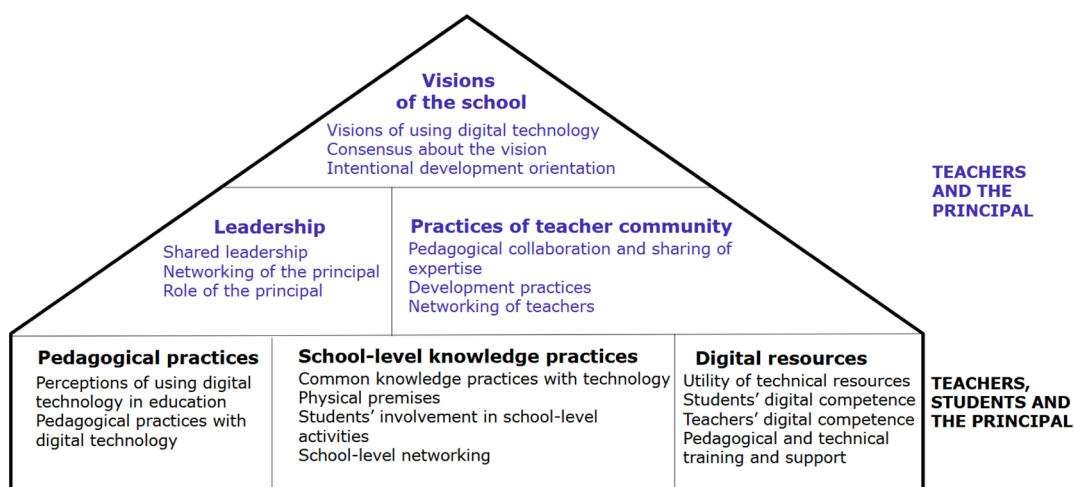 Visions
of the school
Visions of using digital technology
Consensus about the vision
Intentional development orientation
TEACHERS
AND THE
PRINCIPAL
Leadership
Shared leadership
Networking of the principal
Role of the principal
Practices of teacher community
Pedagogical collaboration and sharing of
expertise
Development practices
Networking of teachers
Pedagogical practices
Perceptions of using digital
technology in education
Pedagogical practices with
digital technology
School-level knowledge practices
Common knowledge practices with technology
Physical premises
Students’ involvement in school-level
activities
School-level networking
Digital resources
Utility of technical resources
Students’ digital competence
Teachers’ digital competence
Pedagogical and technical
training and support
TEACHERS,
STUDENTS AND
THE PRINCIPAL